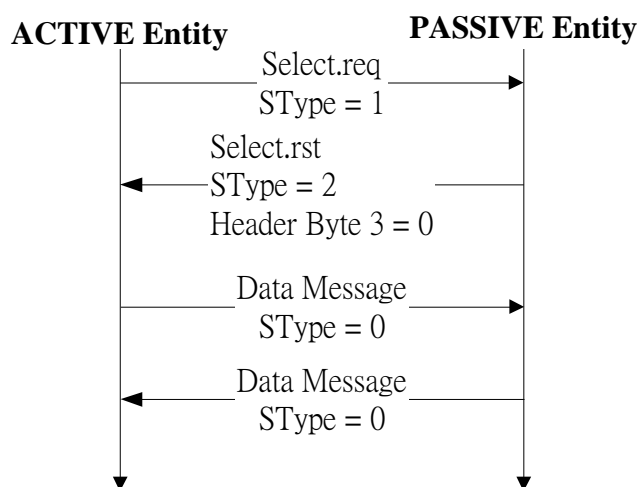 ACTIVE Entity
PASSIVE Entity
Select.req
SType = 1
Select.rst
SType = 2
Header Byte 3 = 0
Data Message
SType = 0
Data Message
SType = 0